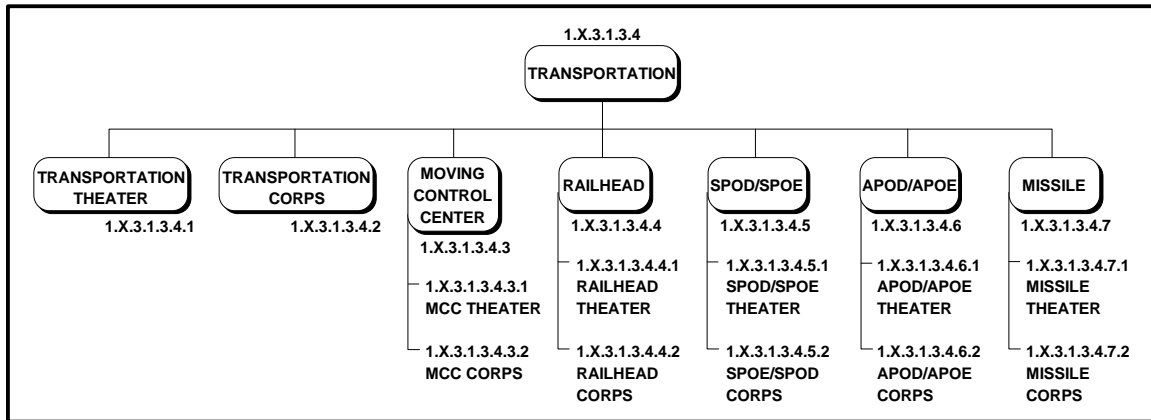 1.X.3.1.3.4
TRANSPORTATION
TRANSPORTATION
THEATER
1.X.3.1.3.4.1
TRANSPORTATION
CORPS
1.X.3.1.3.4.2
MOVING
CONTROL
CENTER
1.X.3.1.3.4.3
1.X.3.1.3.4.3.1
MCC THEATER
1.X.3.1.3.4.3.2
MCC CORPS
RAILHEAD
1.X.3.1.3.4.4
1.X.3.1.3.4.4.1
RAILHEAD
THEATER
1.X.3.1.3.4.4.2
RAILHEAD
CORPS
SPOD/SPOE
1.X.3.1.3.4.5
1.X.3.1.3.4.5.1
SPOD/SPOE
THEATER
1.X.3.1.3.4.5.2
SPOE/SPOD
CORPS
APOD/APOE
1.X.3.1.3.4.6
1.X.3.1.3.4.6.1
APOD/APOE
THEATER
1.X.3.1.3.4.6.2
APOD/APOE
CORPS
MISSILE
1.X.3.1.3.4.7
1.X.3.1.3.4.7.1
MISSILE
THEATER
1.X.3.1.3.4.7.2
MISSILE
CORPS